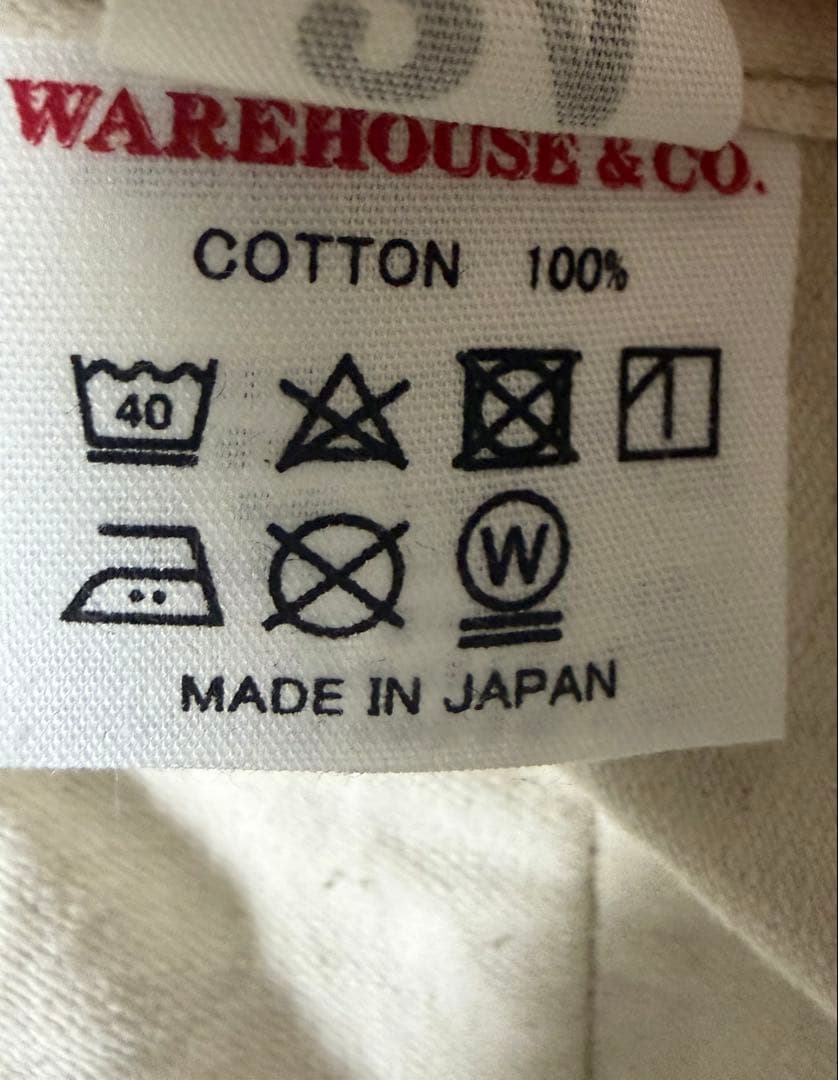 WAREHOUSE & CO.
COTTON 100%
40
W
MADE IN JAPAN